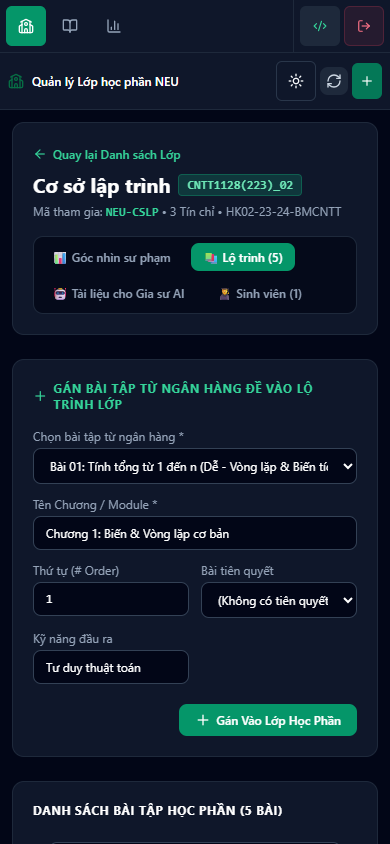 Quản lý Lớp học phần NEU
Quay lại Danh sách Lớp
Cơ sở lập trình CNTT1128(223)_02
Mã tham gia: NEU-CSLP • 3 Tín chỉ • HK02-23-24-BMCNTT
Góc nhìn sư phạm Lộ trình (5)
Tài liệu cho Gia sư AI Sinh viên (1)
GÁN BÀI TẬP TỪ NGÂN HÀNG ĐỀ VÀO LỘ
TRÌNH LỚP
Chọn bài tập từ ngân hàng *
Bài 01: Tính tổng từ 1 đến n (Dễ - Vòng lặp & Biến tíc
Tên Chương / Module *
Chương 1: Biến & Vòng lặp cơ bản
Thứ tự (# Order) Bài tiên quyết
1 (Không có tiên quyết
Kỹ năng đầu ra
Tư duy thuật toán
Gán Vào Lớp Học Phần
DANH SÁCH BÀI TẬP HỌC PHẦN (5 BÀI)